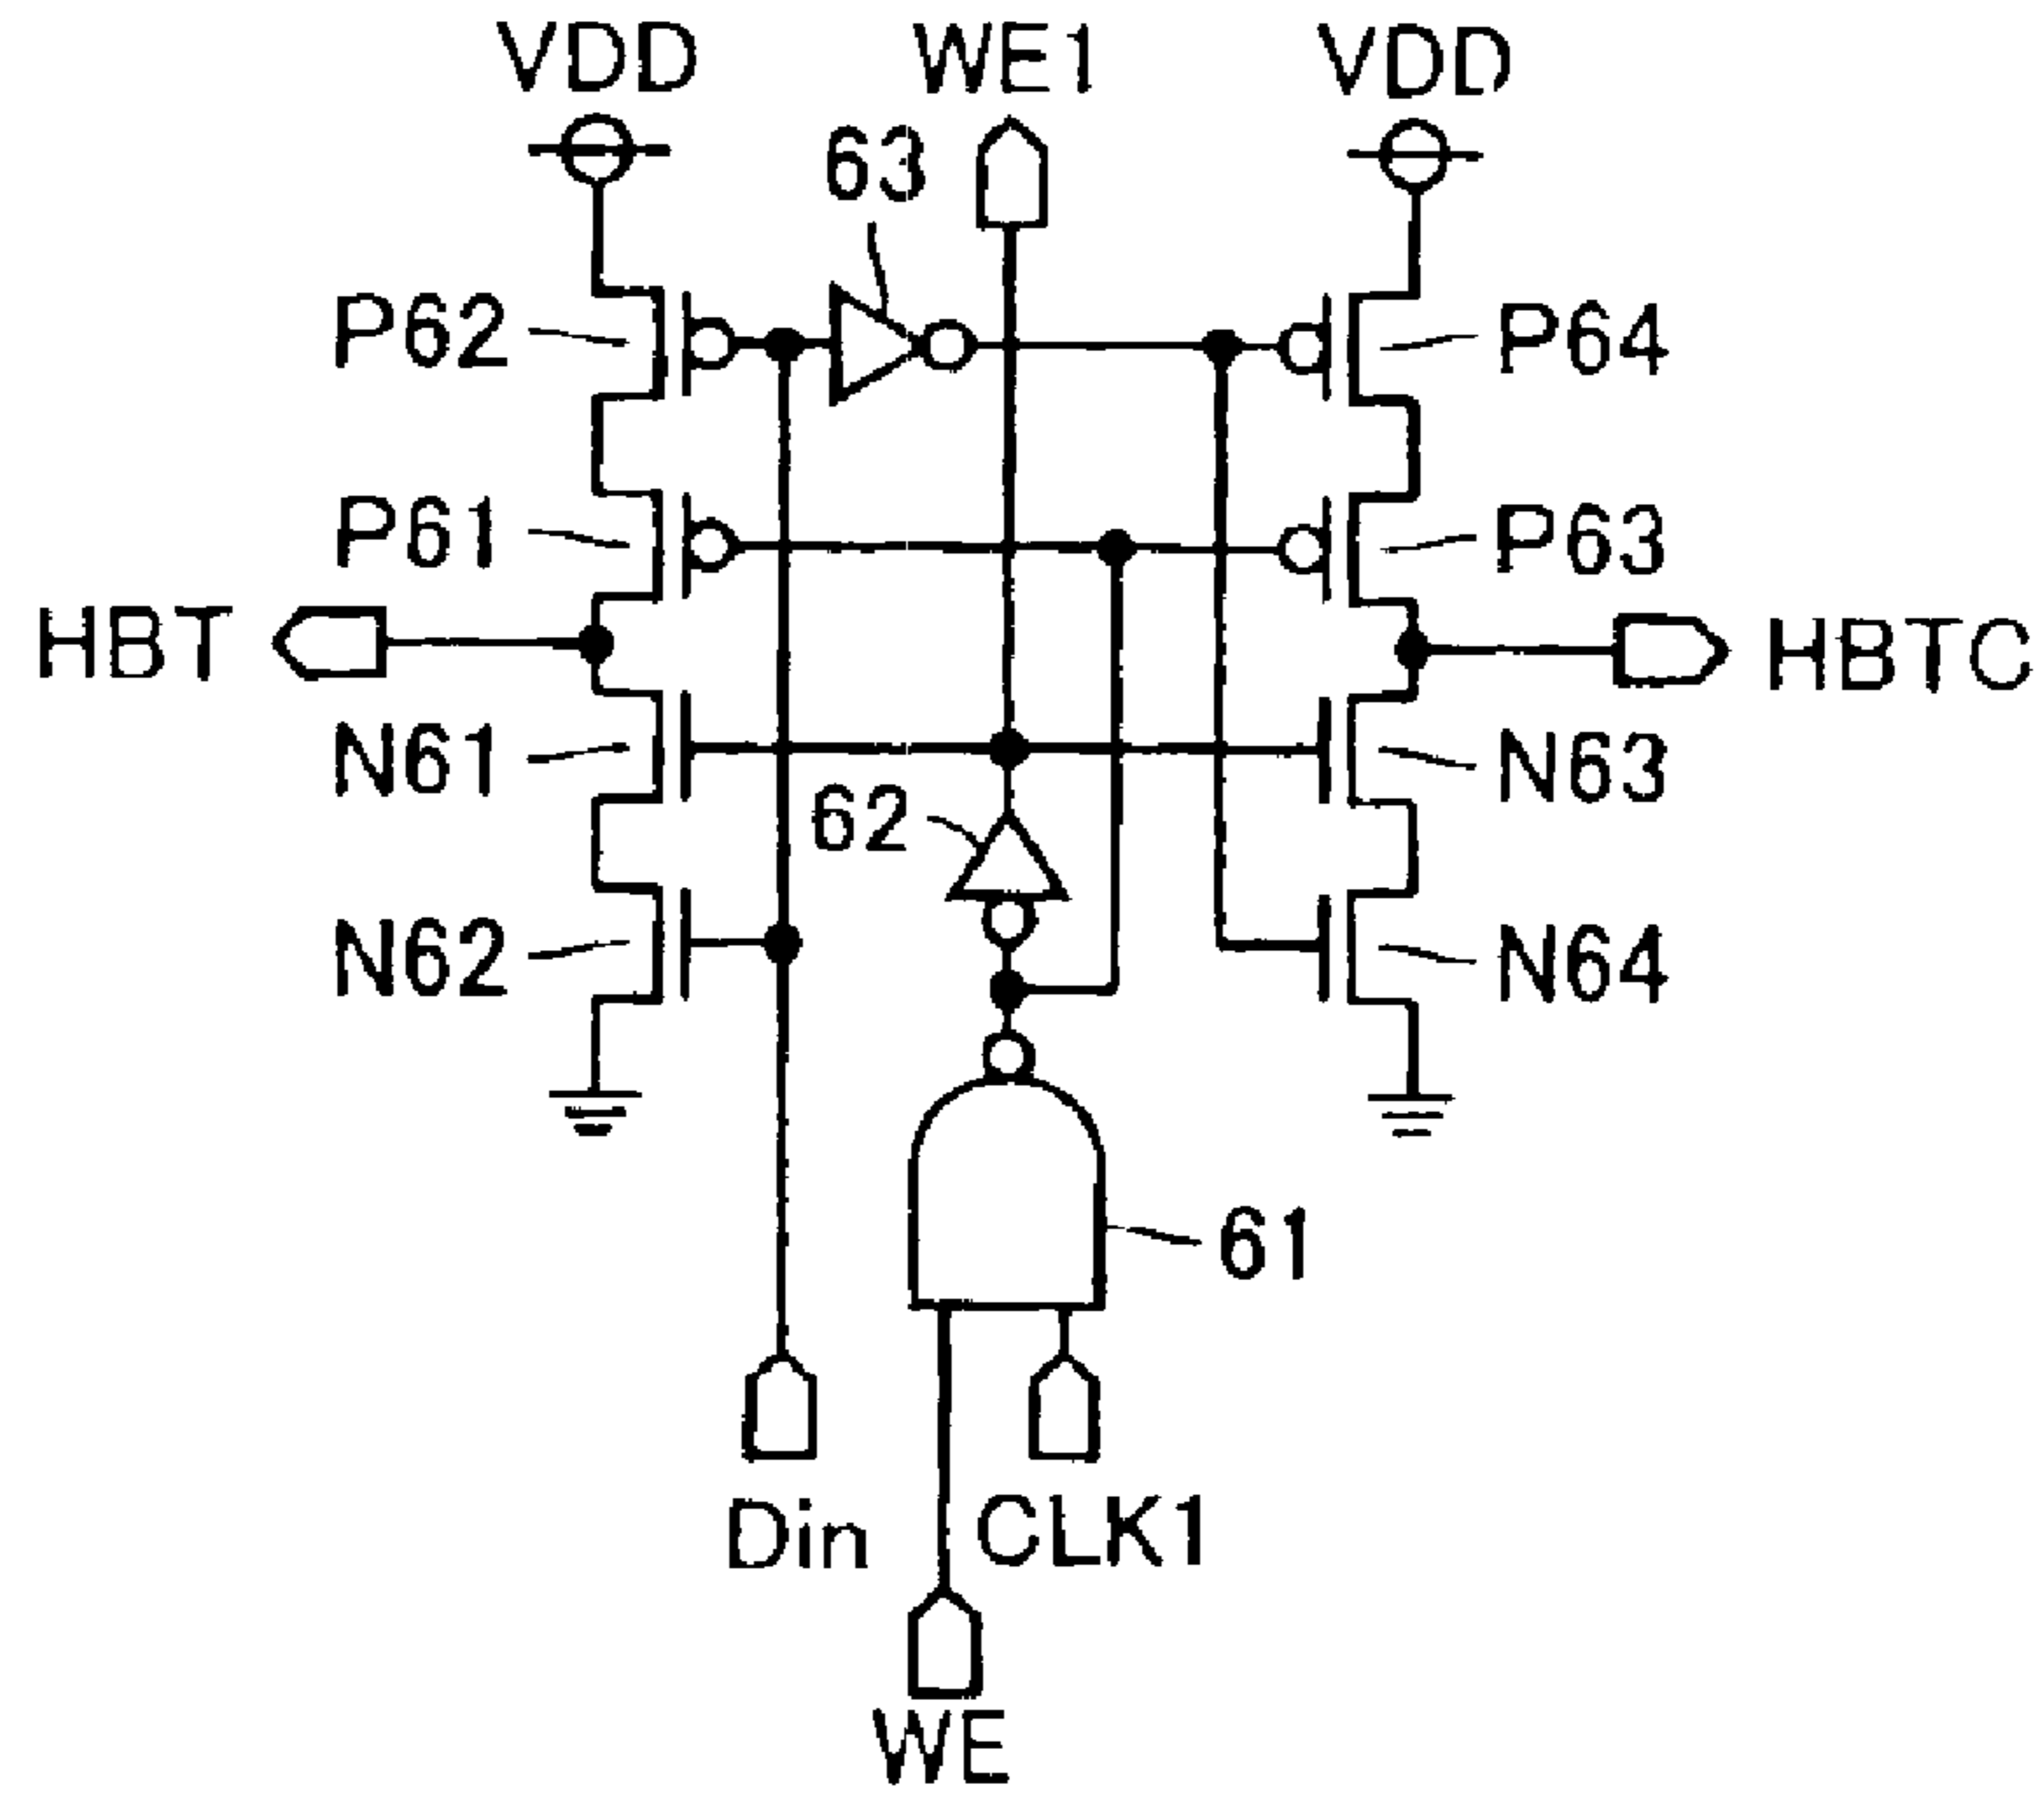 VDD WE1 VDD
63
P62 P64
P61 P63
HBT HBTC
N61 N63
62
N62 N64
61
Din CLK1
WE